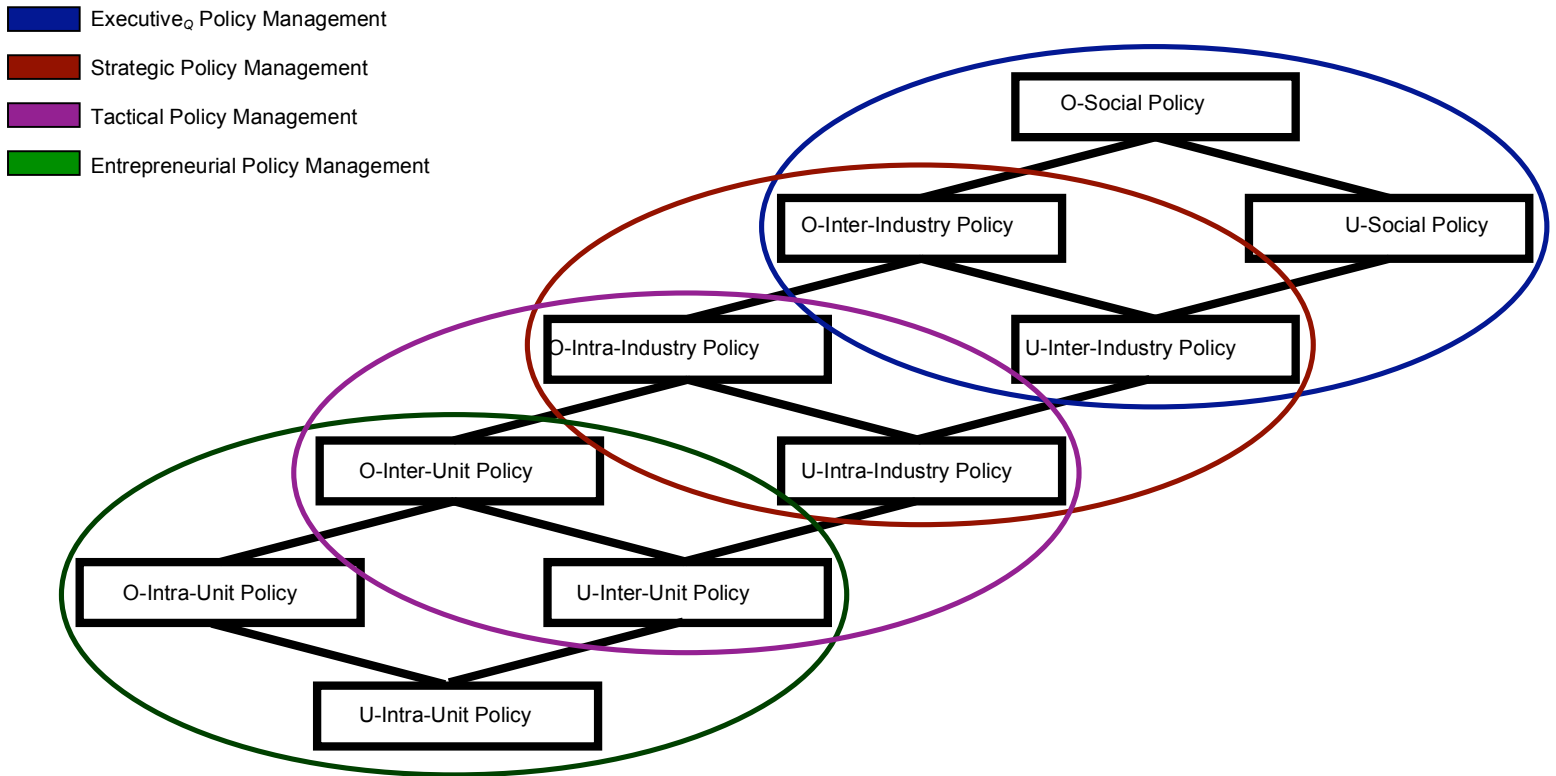 Executive_Q Policy Management
Strategic Policy Management
Tactical Policy Management
Entrepreneurial Policy Management
O-Social Policy
O-Inter-Industry Policy
U-Social Policy
O-Intra-Industry Policy
U-Inter-Industry Policy
O-Inter-Unit Policy
U-Intra-Industry Policy
O-Intra-Unit Policy
U-Inter-Unit Policy
U-Intra-Unit Policy